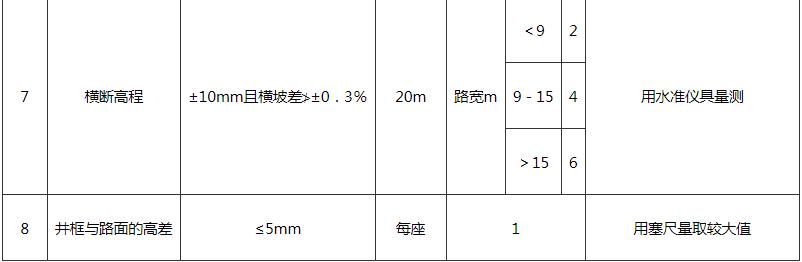 <9 2
7 横断高程 ±10mm且横坡差≯±0．3% 20m 路宽m 9－15 4 用水准仪具量测
>15 6
8 井框与路面的高差 ≤5mm 每座 1 用塞尺量取较大值